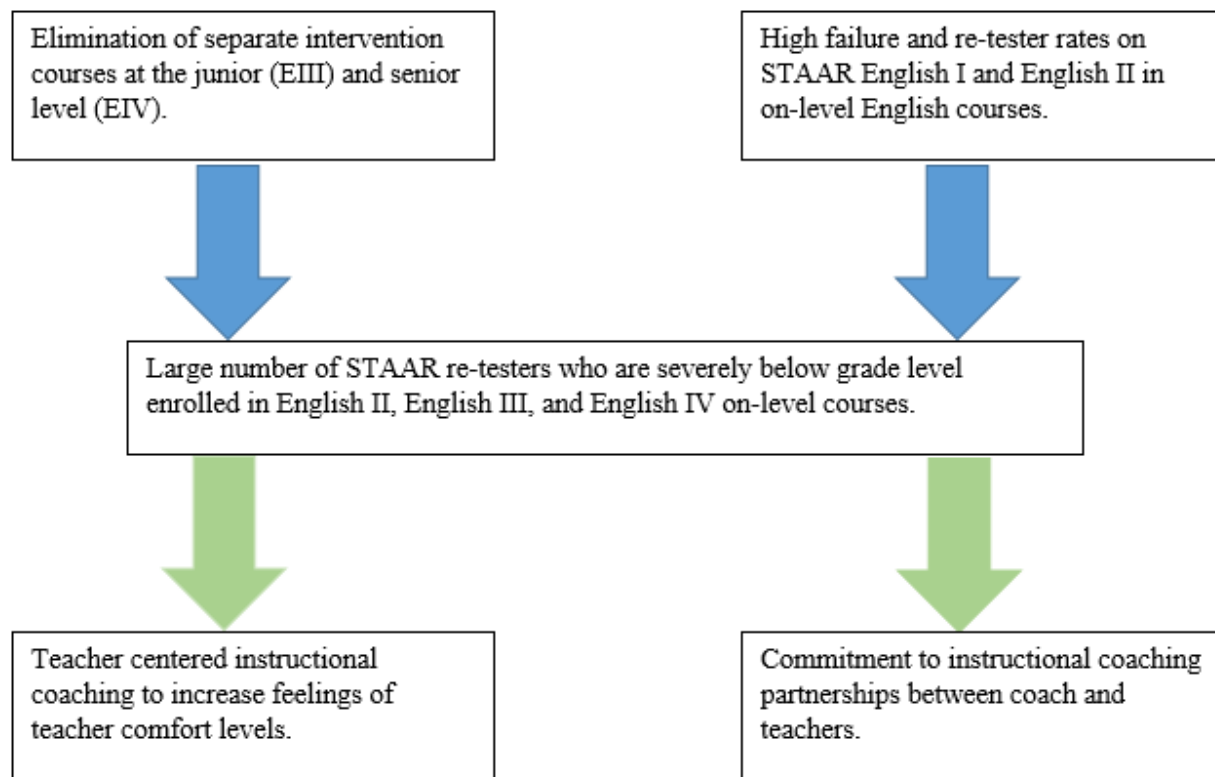 Elimination of separate intervention
courses at the junior (EIII) and senior
level (EIV).
High failure and re-tester rates on
STAAR English I and English II in
on-level English courses.
Large number of STAAR re-testers who are severely below grade level
enrolled in English II, English III, and English IV on-level courses.
Teacher centered instructional
coaching to increase feelings of
teacher comfort levels.
Commitment to instructional coaching
partnerships between coach and
teachers.